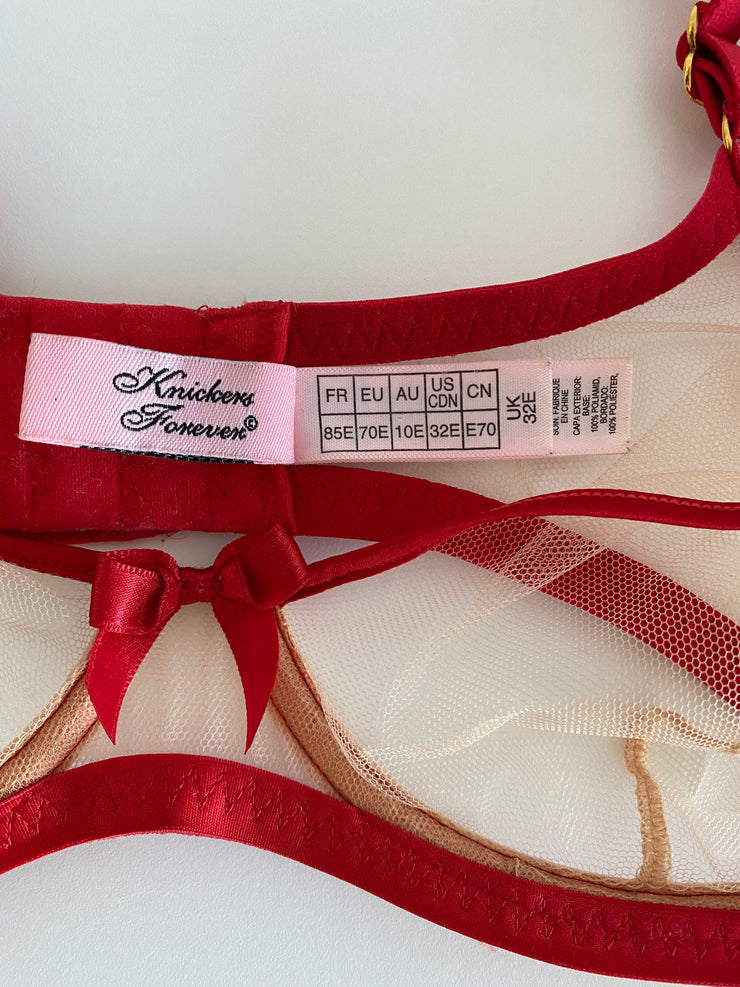 Knickers
Forever©
FR EU AU US CDN CN
85E 70E 10E 32E E70
UK
32E
FABRIQUE
EN CHINE
CAPA EXTERIOR:
BASE:
100% POLIAMID,
BORDADO:
100% POLIESTER,